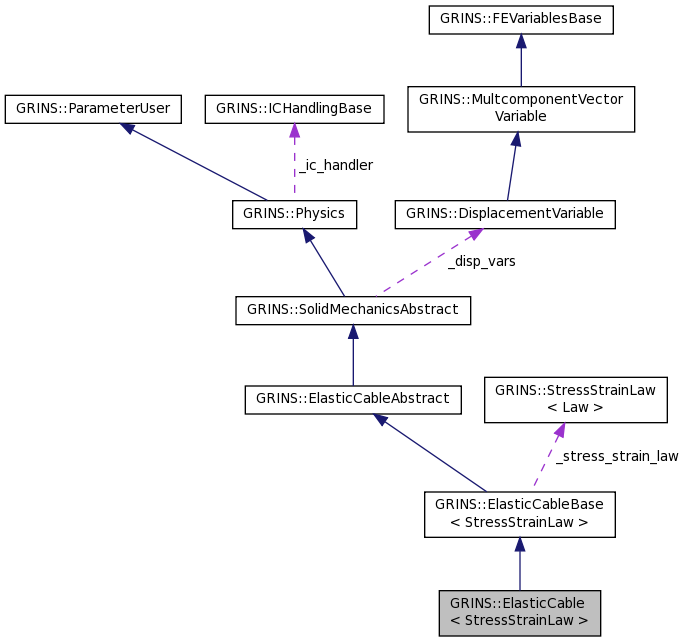 GRINS::FEVariablesBase
GRINS::ParameterUser
GRINS::ICHandlingBase
GRINS::MultcomponentVector
Variable
_ic_handler
GRINS::Physics
GRINS::DisplacementVariable
_disp_vars
GRINS::SolidMechanicsAbstract
GRINS::ElasticCableAbstract
GRINS::StressStrainLaw
< Law >
_stress_strain_law
GRINS::ElasticCableBase
< StressStrainLaw >
GRINS::ElasticCable
< StressStrainLaw >